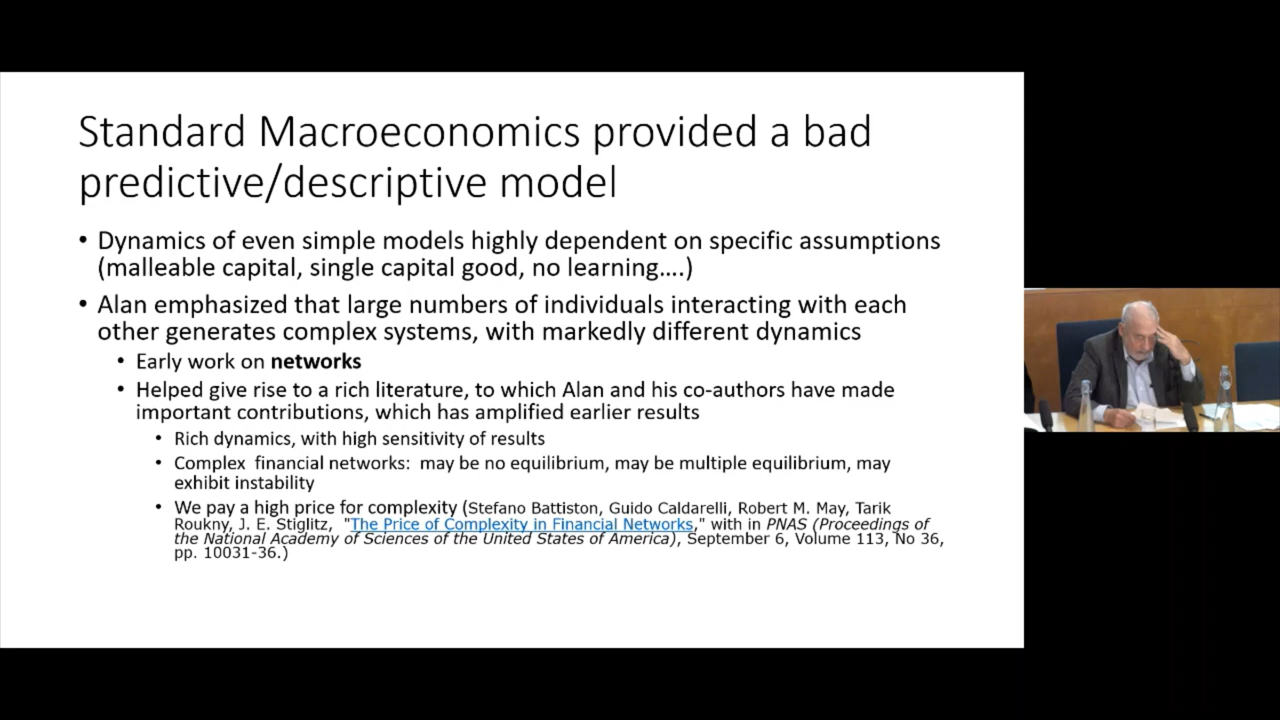 Standard Macroeconomics provided a bad
predictive/descriptive model
• Dynamics of even simple models highly dependent on specific assumptions
(malleable capital, single capital good, no learning….)
• Alan emphasized that large numbers of individuals interacting with each
other generates complex systems, with markedly different dynamics
• Early work on networks
• Helped give rise to a rich literature, to which Alan and his co-authors have made
important contributions, which has amplified earlier results
• Rich dynamics, with high sensitivity of results
• Complex financial networks: may be no equilibrium, may be multiple equilibrium, may
exhibit instability
• We pay a high price for complexity (Stefano Battiston, Guido Caldarelli, Robert M. May, Tarik
Roukny, J. E. Stiglitz, "The Price of Complexity in Financial Networks," with in PNAS (Proceedings of
the National Academy of Sciences of the United States of America), September 6, Volume 113, No 36,
pp. 10031-36.)